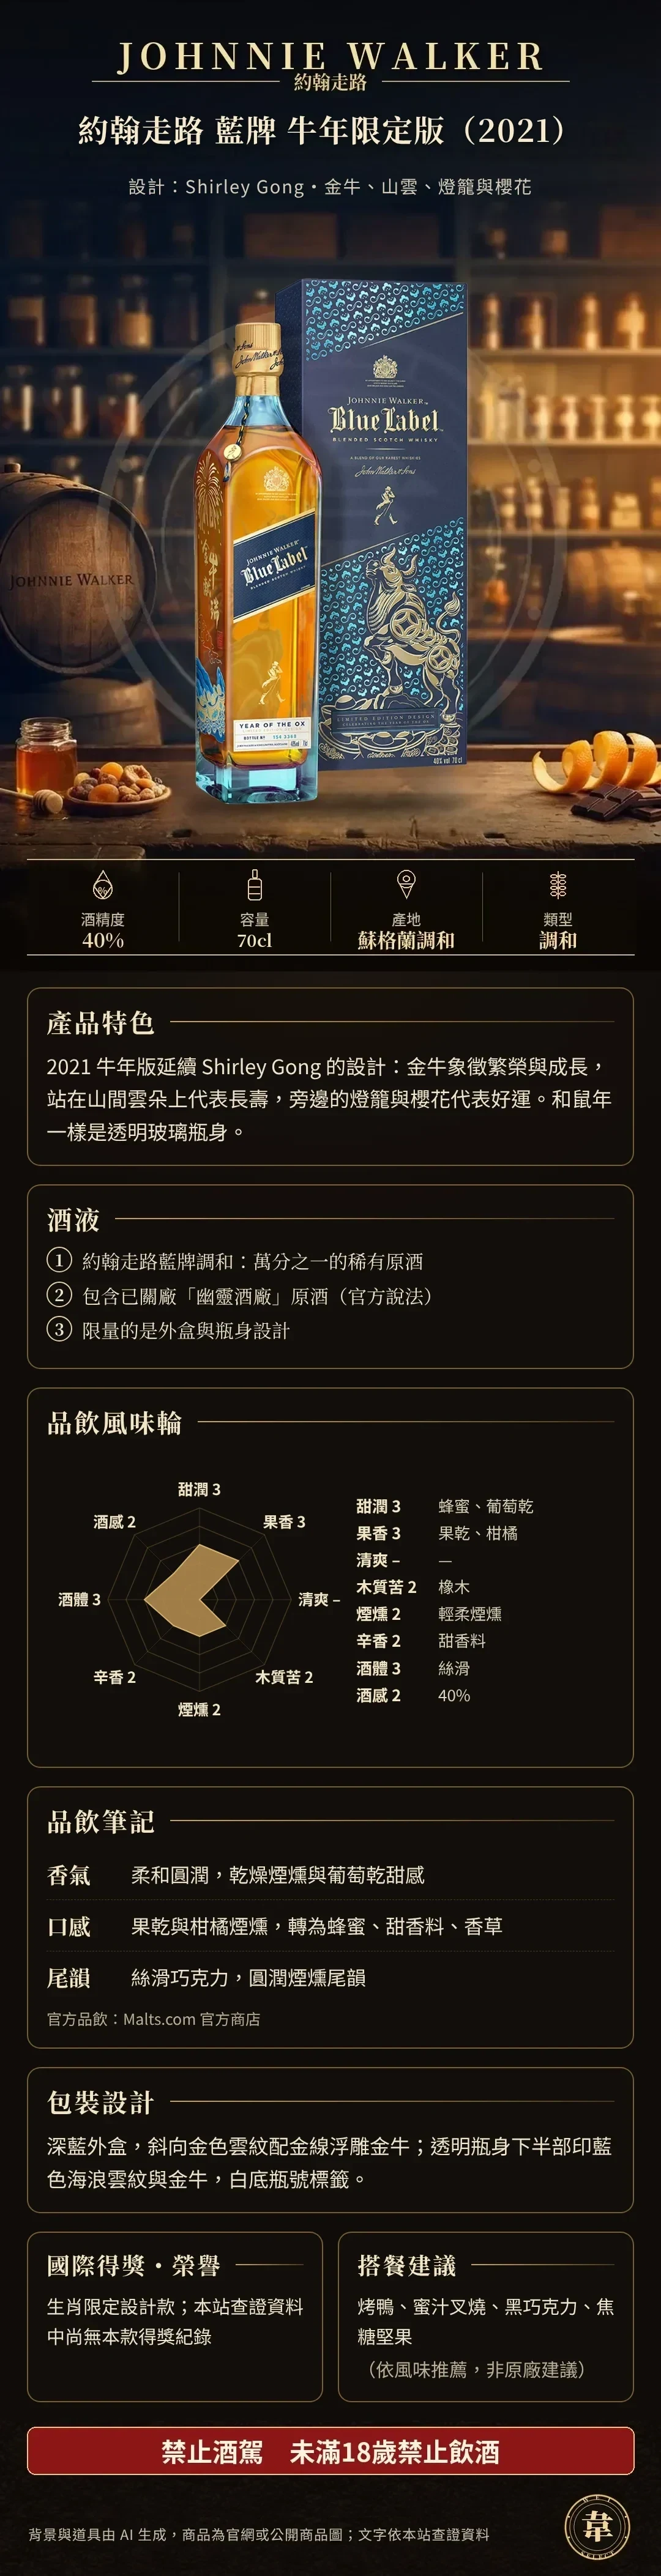 JOHNNIE WALKER
約翰走路
約翰走路 藍牌 牛年限定版（2021）
設計：Shirley Gong・金牛、山雲、燈籠與櫻花
JOHNNIE WALKER
Blue Label
BLENDED SCOTCH WHISKY
A BLEND OF OUR RAREST WHISKIES
John Walker & Sons
LIMITED EDITION DESIGN
40% vol 70cl
John Walker & Sons
JOHNNIE WALKER
Blue Label
YEAR OF THE OX
BOTTLE Nº
JOHNNIE WALKER
酒精度
40%
容量
70cl
產地
蘇格蘭調和
類型
調和
產品特色
2021 牛年版延續 Shirley Gong 的設計：金牛象徵繁榮與成長，
站在山間雲朵上代表長壽，旁邊的燈籠與櫻花代表好運。和鼠年
一樣是透明玻璃瓶身。
酒液
1 約翰走路藍牌調和：萬分之一的稀有原酒
2 包含已關廠「幽靈酒廠」原酒（官方說法）
3 限量的是外盒與瓶身設計
品飲風味輪
甜潤 3
果香 3
清爽 –
木質苦 2
煙燻 2
辛香 2
酒體 3
酒感 2
甜潤 3 蜂蜜、葡萄乾
果香 3 果乾、柑橘
清爽 – —
木質苦 2 橡木
煙燻 2 輕柔煙燻
辛香 2 甜香料
酒體 3 絲滑
酒感 2 40%
品飲筆記
香氣 柔和圓潤，乾燥煙燻與葡萄乾甜感
口感 果乾與柑橘煙燻，轉為蜂蜜、甜香料、香草
尾韻 絲滑巧克力，圓潤煙燻尾韻
官方品飲：Malts.com 官方商店
包裝設計
深藍外盒，斜向金色雲紋配金線浮雕金牛；透明瓶身下半部印藍
色海浪雲紋與金牛，白底瓶號標籤。
國際得獎・榮譽
生肖限定設計款；本站查證資料
中尚無本款得獎紀錄
搭餐建議
烤鴨、蜜汁叉燒、黑巧克力、焦
糖堅果
（依風味推薦，非原廠建議）
禁止酒駕 未滿18歲禁止飲酒
背景與道具由 AI 生成，商品為官網或公開商品圖；文字依本站查證資料
韋